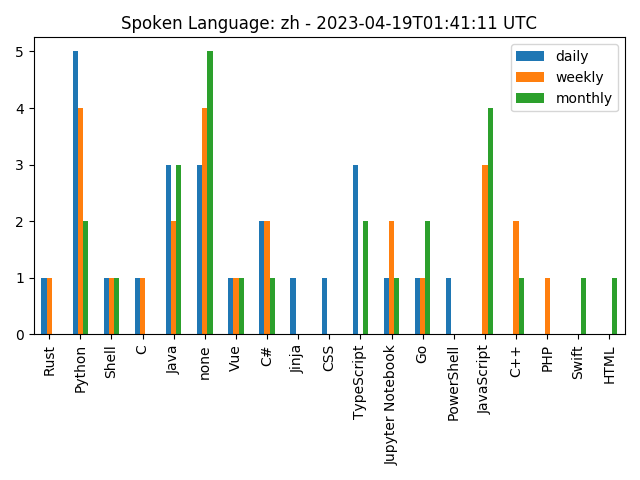 Spoken Language: zh - 2023-04-19T01:41:11 UTC
daily
weekly
monthly
5
4
3
2
1
0
Rust
Python
Shell
C
Java
none
Vue
C#
Jinja
CSS
TypeScript
Jupyter Notebook
Go
PowerShell
JavaScript
C++
PHP
Swift
HTML